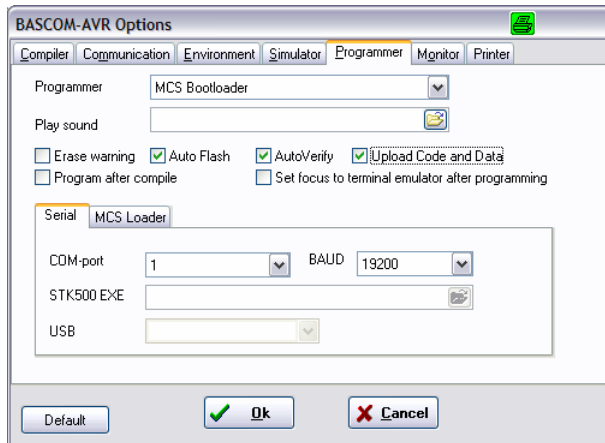 BASCOM-AVR Options
Compiler Communication Environment Simulator Programmer Monitor Printer
Programmer MCS Bootloader
Play sound
Erase warning Auto Flash AutoVerify Upload Code and Data
Program after compile Set focus to terminal emulator after programming
Serial MCS Loader
COM-port 1 BAUD 19200
STK500 EXE
USB
Default Ok Cancel